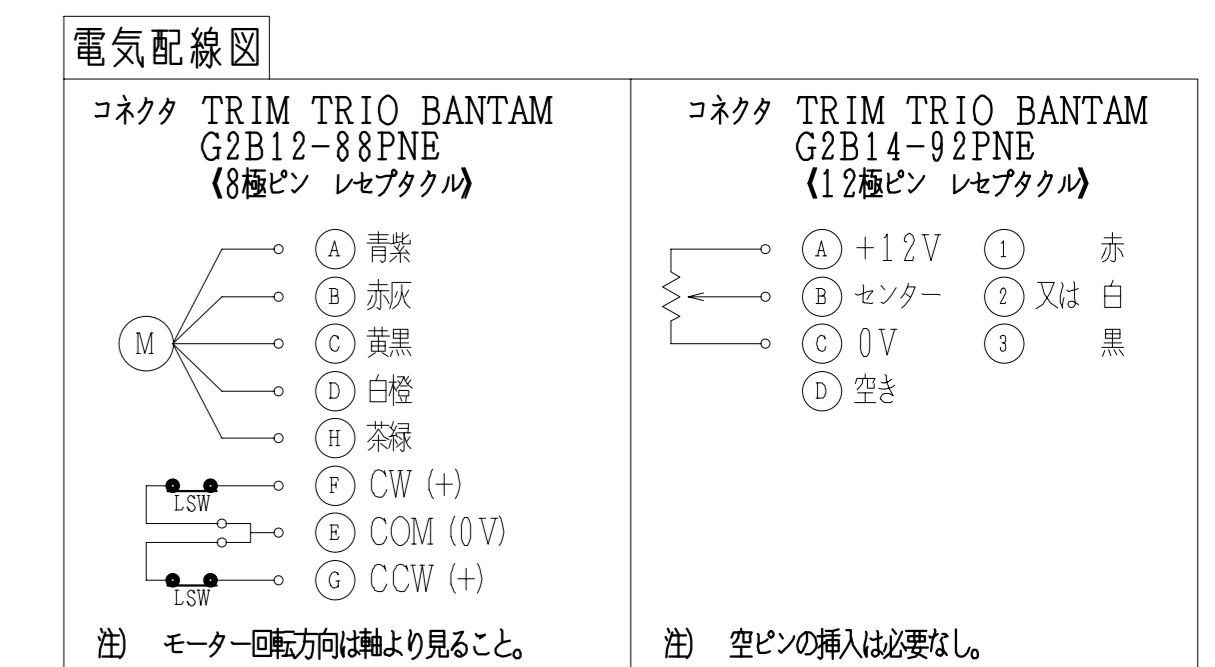 電気配線図
コネクタ TRIM TRIO BANTAM
G2B12-88PNE
《8極ピン レセプタクル》
M
A 青紫
B 赤灰
C 黄黒
D 白橙
H 茶緑
LSW F CW (+)
E COM (0V)
LSW G CCW (+)
注) モーター回転方向は軸より見ること。
コネクタ TRIM TRIO BANTAM
G2B14-92PNE
《12極ピン レセプタクル》
A +12V 1 赤
B センター 2 又は 白
C 0V 3 黒
D 空き
注) 空ピンの挿入は必要なし。